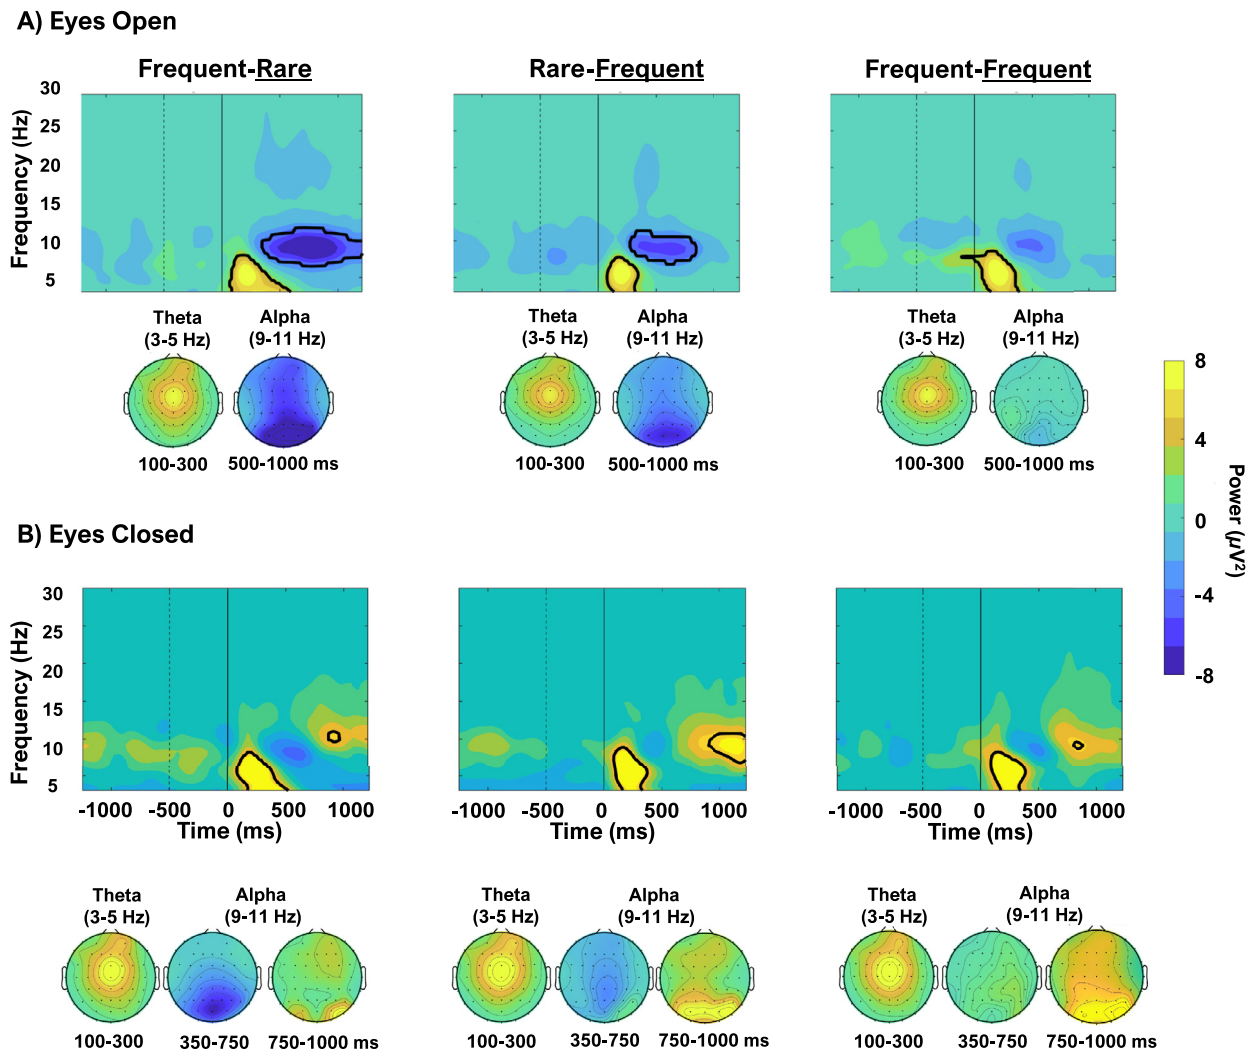 A) Eyes Open
Frequent-Rare
Rare-Frequent
Frequent-Frequent
30
25
20
15
10
5
Frequency (Hz)
Theta
(3-5 Hz)
Alpha
(9-11 Hz)
Theta
(3-5 Hz)
Alpha
(9-11 Hz)
Theta
(3-5 Hz)
Alpha
(9-11 Hz)
100-300
500-1000 ms
100-300
500-1000 ms
100-300
500-1000 ms
8
4
0
-4
-8
Power (μV²)
B) Eyes Closed
30
25
20
15
10
5
Frequency (Hz)
-1000 -500 0 500 1000
Time (ms)
-1000 -500 0 500 1000
Time (ms)
-1000 -500 0 500 1000
Time (ms)
Theta
(3-5 Hz)
Alpha
(9-11 Hz)
Theta
(3-5 Hz)
Alpha
(9-11 Hz)
Theta
(3-5 Hz)
Alpha
(9-11 Hz)
100-300
350-750
750-1000 ms
100-300
350-750
750-1000 ms
100-300
350-750
750-1000 ms